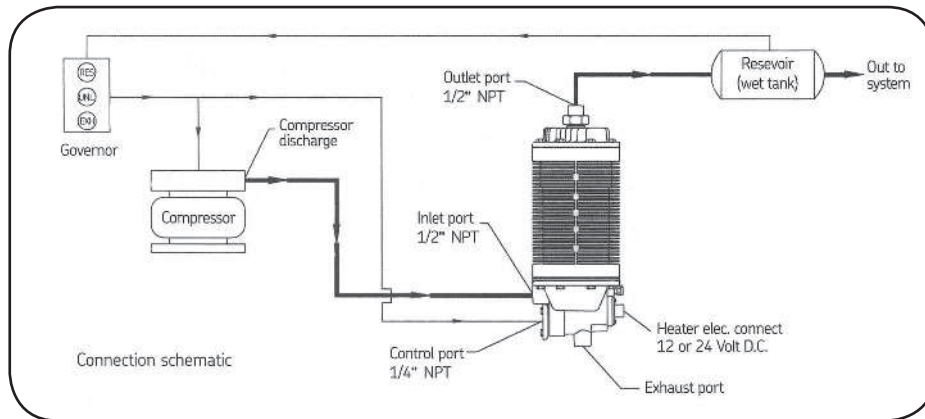 RES
UNL
EXH
Governor
Compressor
discharge
Compressor
Outlet port
1/2" NPT
Resevoir
(wet tank)
Out to
system
Inlet port
1/2" NPT
Heater elec. connect
12 or 24 Volt D.C.
Control port
1/4" NPT
Exhaust port
Connection schematic